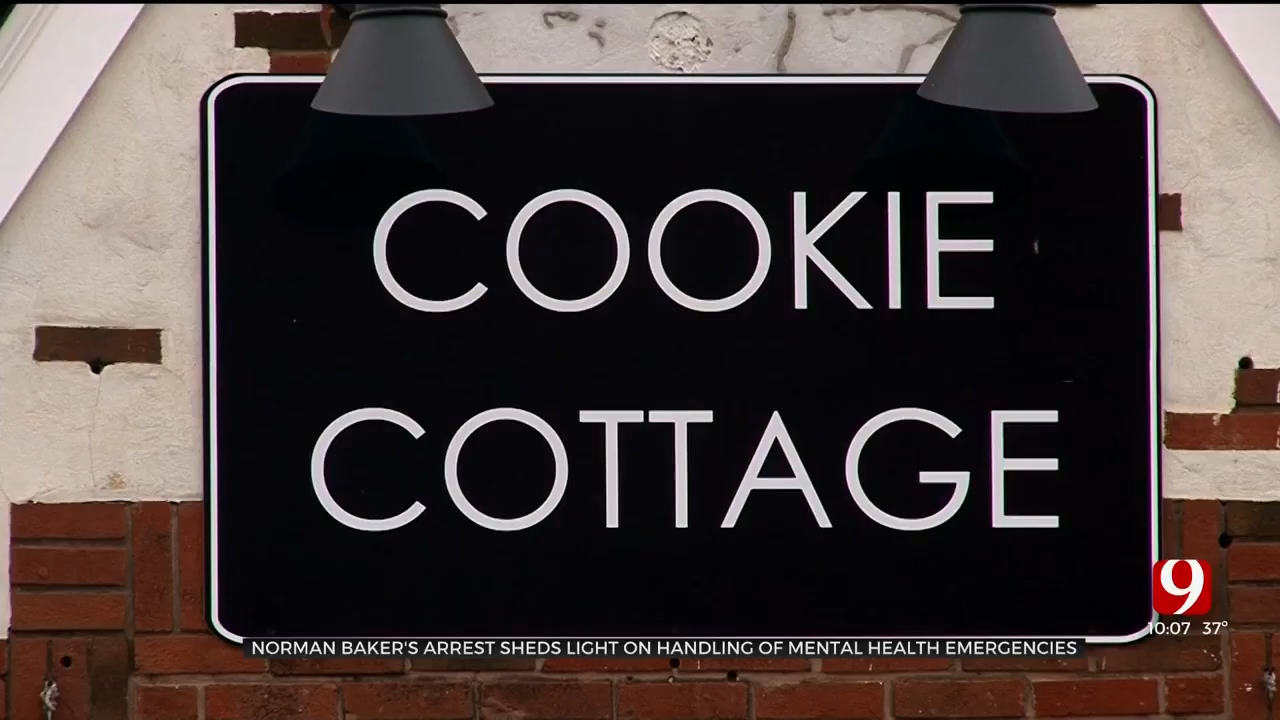 COOKIE
COTTAGE
9
10:07 37°
NORMAN BAKER'S ARREST SHEDS LIGHT ON HANDLING OF MENTAL HEALTH EMERGENCIES